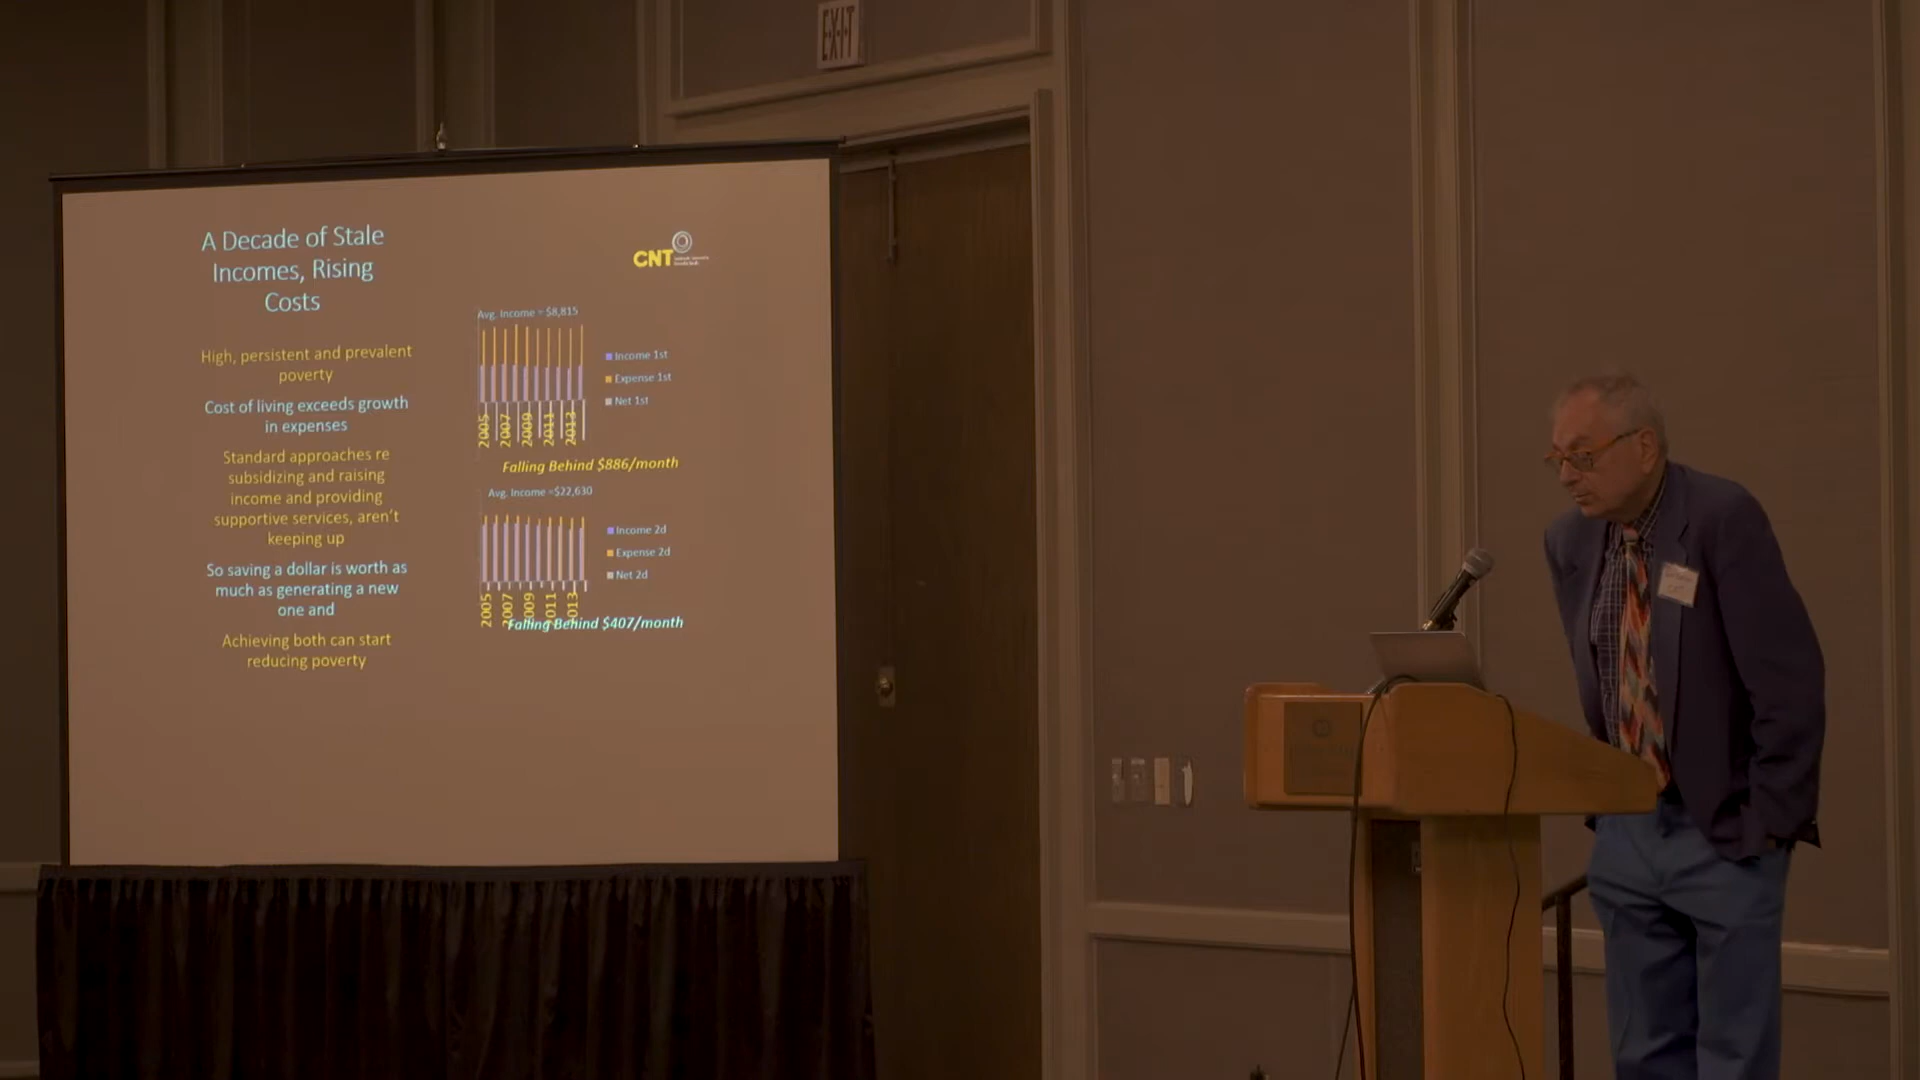 EXIT
A Decade of Stale
Incomes, Rising
Costs
CNT
High, persistent and prevalent
poverty
Cost of living exceeds growth
in expenses
Standard approaches re
subsidizing and raising
income and providing
supportive services, aren't
keeping up
So saving a dollar is worth as
much as generating a new
one and
Achieving both can start
reducing poverty
Avg. Income = $8,815
Income 1st
Expense 1st
Net 1st
2005 2007 2009 2011 2013
Falling Behind $886/month
Avg. Income =$22,630
Income 2d
Expense 2d
Net 2d
2005 2007 2009 2011 2013
Falling Behind $407/month